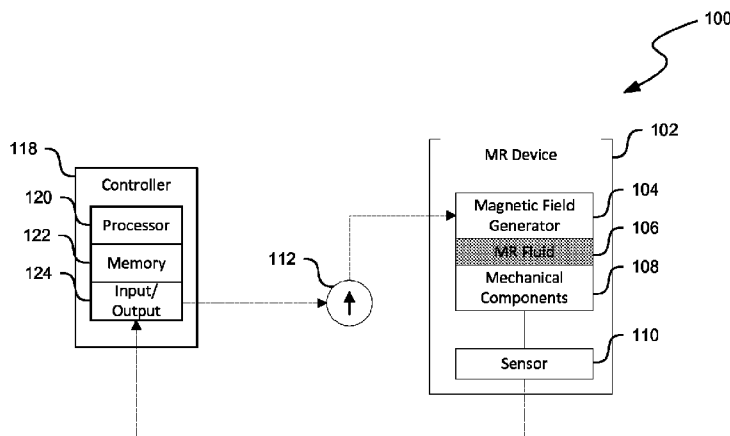 100
102
118
MR Device
Controller
120
104
Processor
Magnetic Field
Generator
122
106
Memory
MR Fluid
124
112
108
Input/
Output
Mechanical
Components
110
Sensor